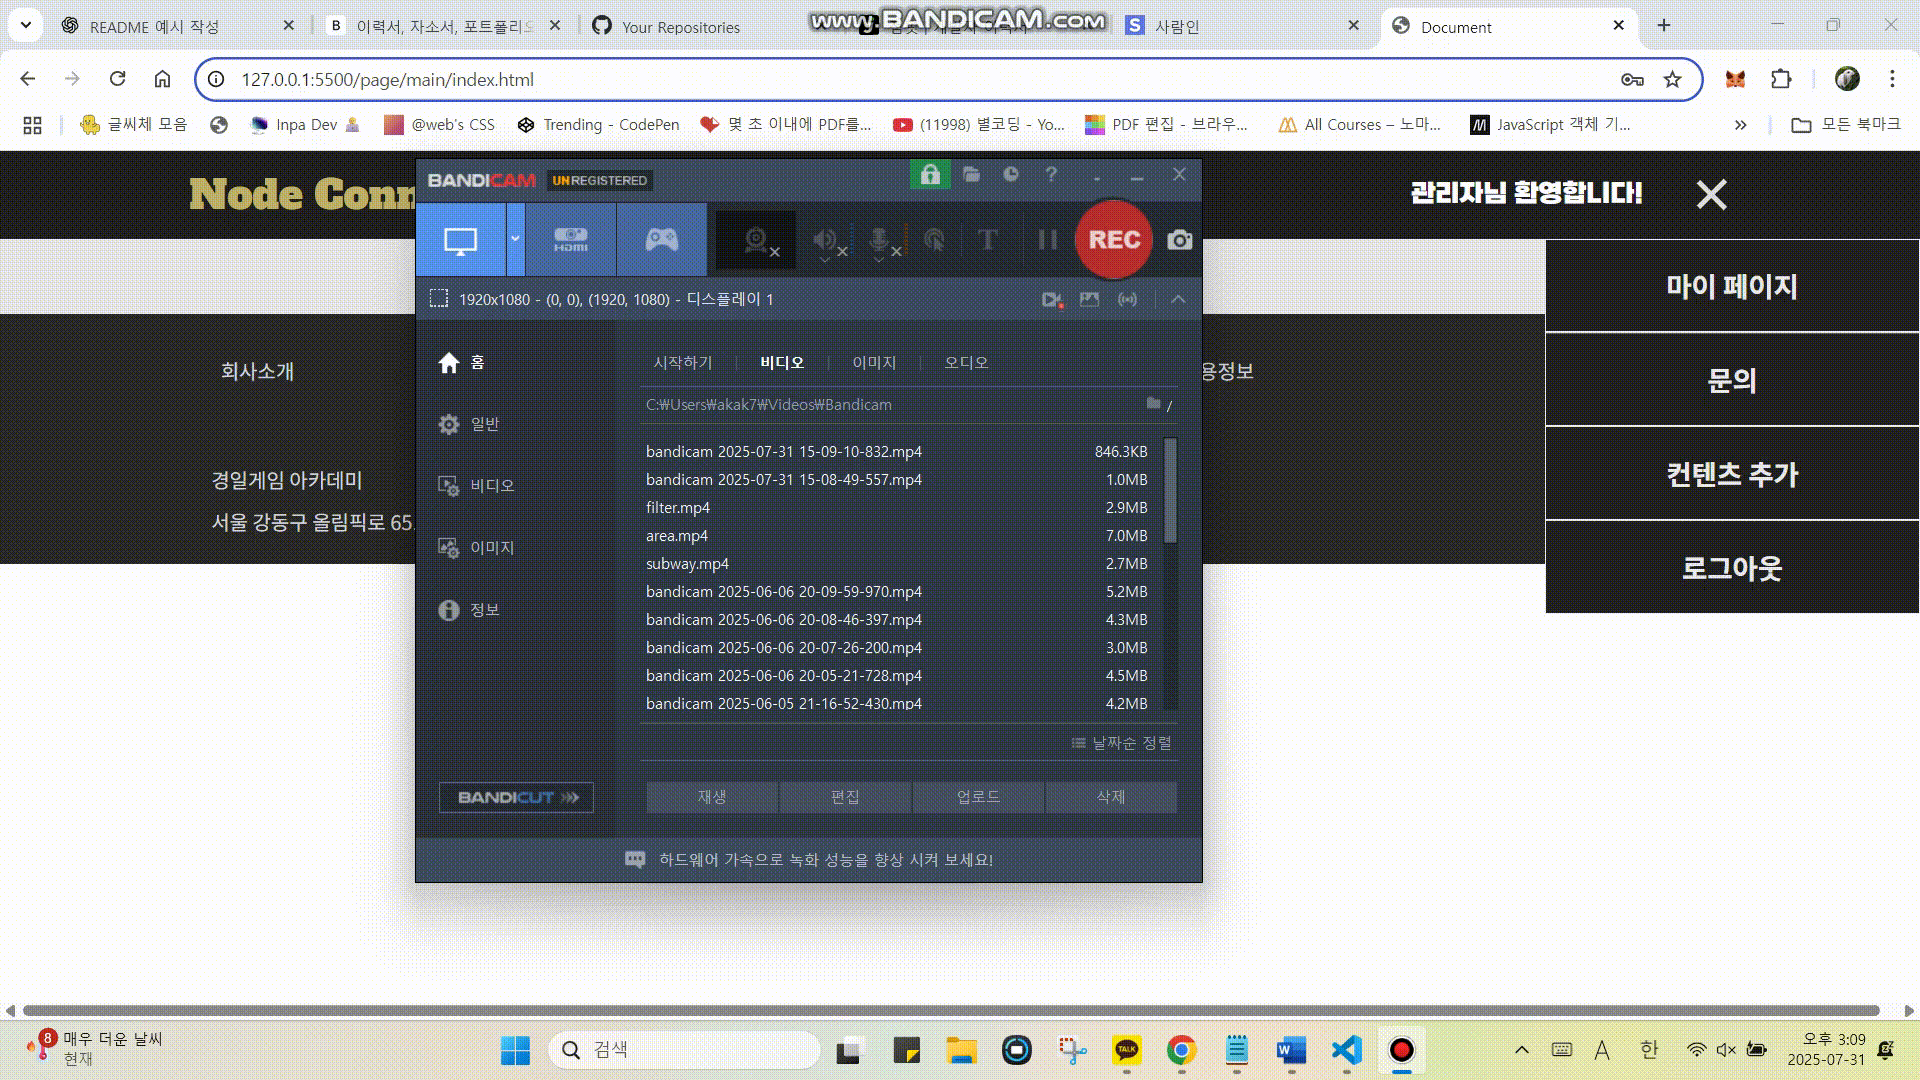 README 예시 작성
이력서, 자소서, 포트폴리오
Your Repositories
www.BANDICAM.com
사람인
Document
127.0.0.1:5500/page/main/index.html
글씨체 모음
Inpa Dev
@web's CSS
Trending - CodePen
몇 초 이내에 PDF를...
(11998) 별코딩 - Yo...
PDF 편집 - 브라우...
All Courses – 노마...
JavaScript 객체 기...
모든 북마크
Node Conn
관리자님 환영합니다!
마이 페이지
문의
컨텐츠 추가
로그아웃
회사소개
용정보
경일게임 아카데미
서울 강동구 올림픽로 65
BANDICAM UNREGISTERED
HDMI
T
REC
1920x1080 - (0, 0), (1920, 1080) - 디스플레이 1
홈
일반
비디오
이미지
정보
시작하기
비디오
이미지
오디오
C:₩Users₩akak7₩Videos₩Bandicam
/
bandicam 2025-07-31 15-09-10-832.mp4 846.3KB
bandicam 2025-07-31 15-08-49-557.mp4 1.0MB
filter.mp4 2.9MB
area.mp4 7.0MB
subway.mp4 2.7MB
bandicam 2025-06-06 20-09-59-970.mp4 5.2MB
bandicam 2025-06-06 20-08-46-397.mp4 4.3MB
bandicam 2025-06-06 20-07-26-200.mp4 3.0MB
bandicam 2025-06-06 20-05-21-728.mp4 4.5MB
bandicam 2025-06-05 21-16-52-430.mp4 4.2MB
날짜순 정렬
BANDICUT
재생
편집
업로드
삭제
하드웨어 가속으로 녹화 성능을 향상 시켜 보세요!
8
매우 더운 날씨
현재
검색
TALK
A
한
오후 3:09
2025-07-31